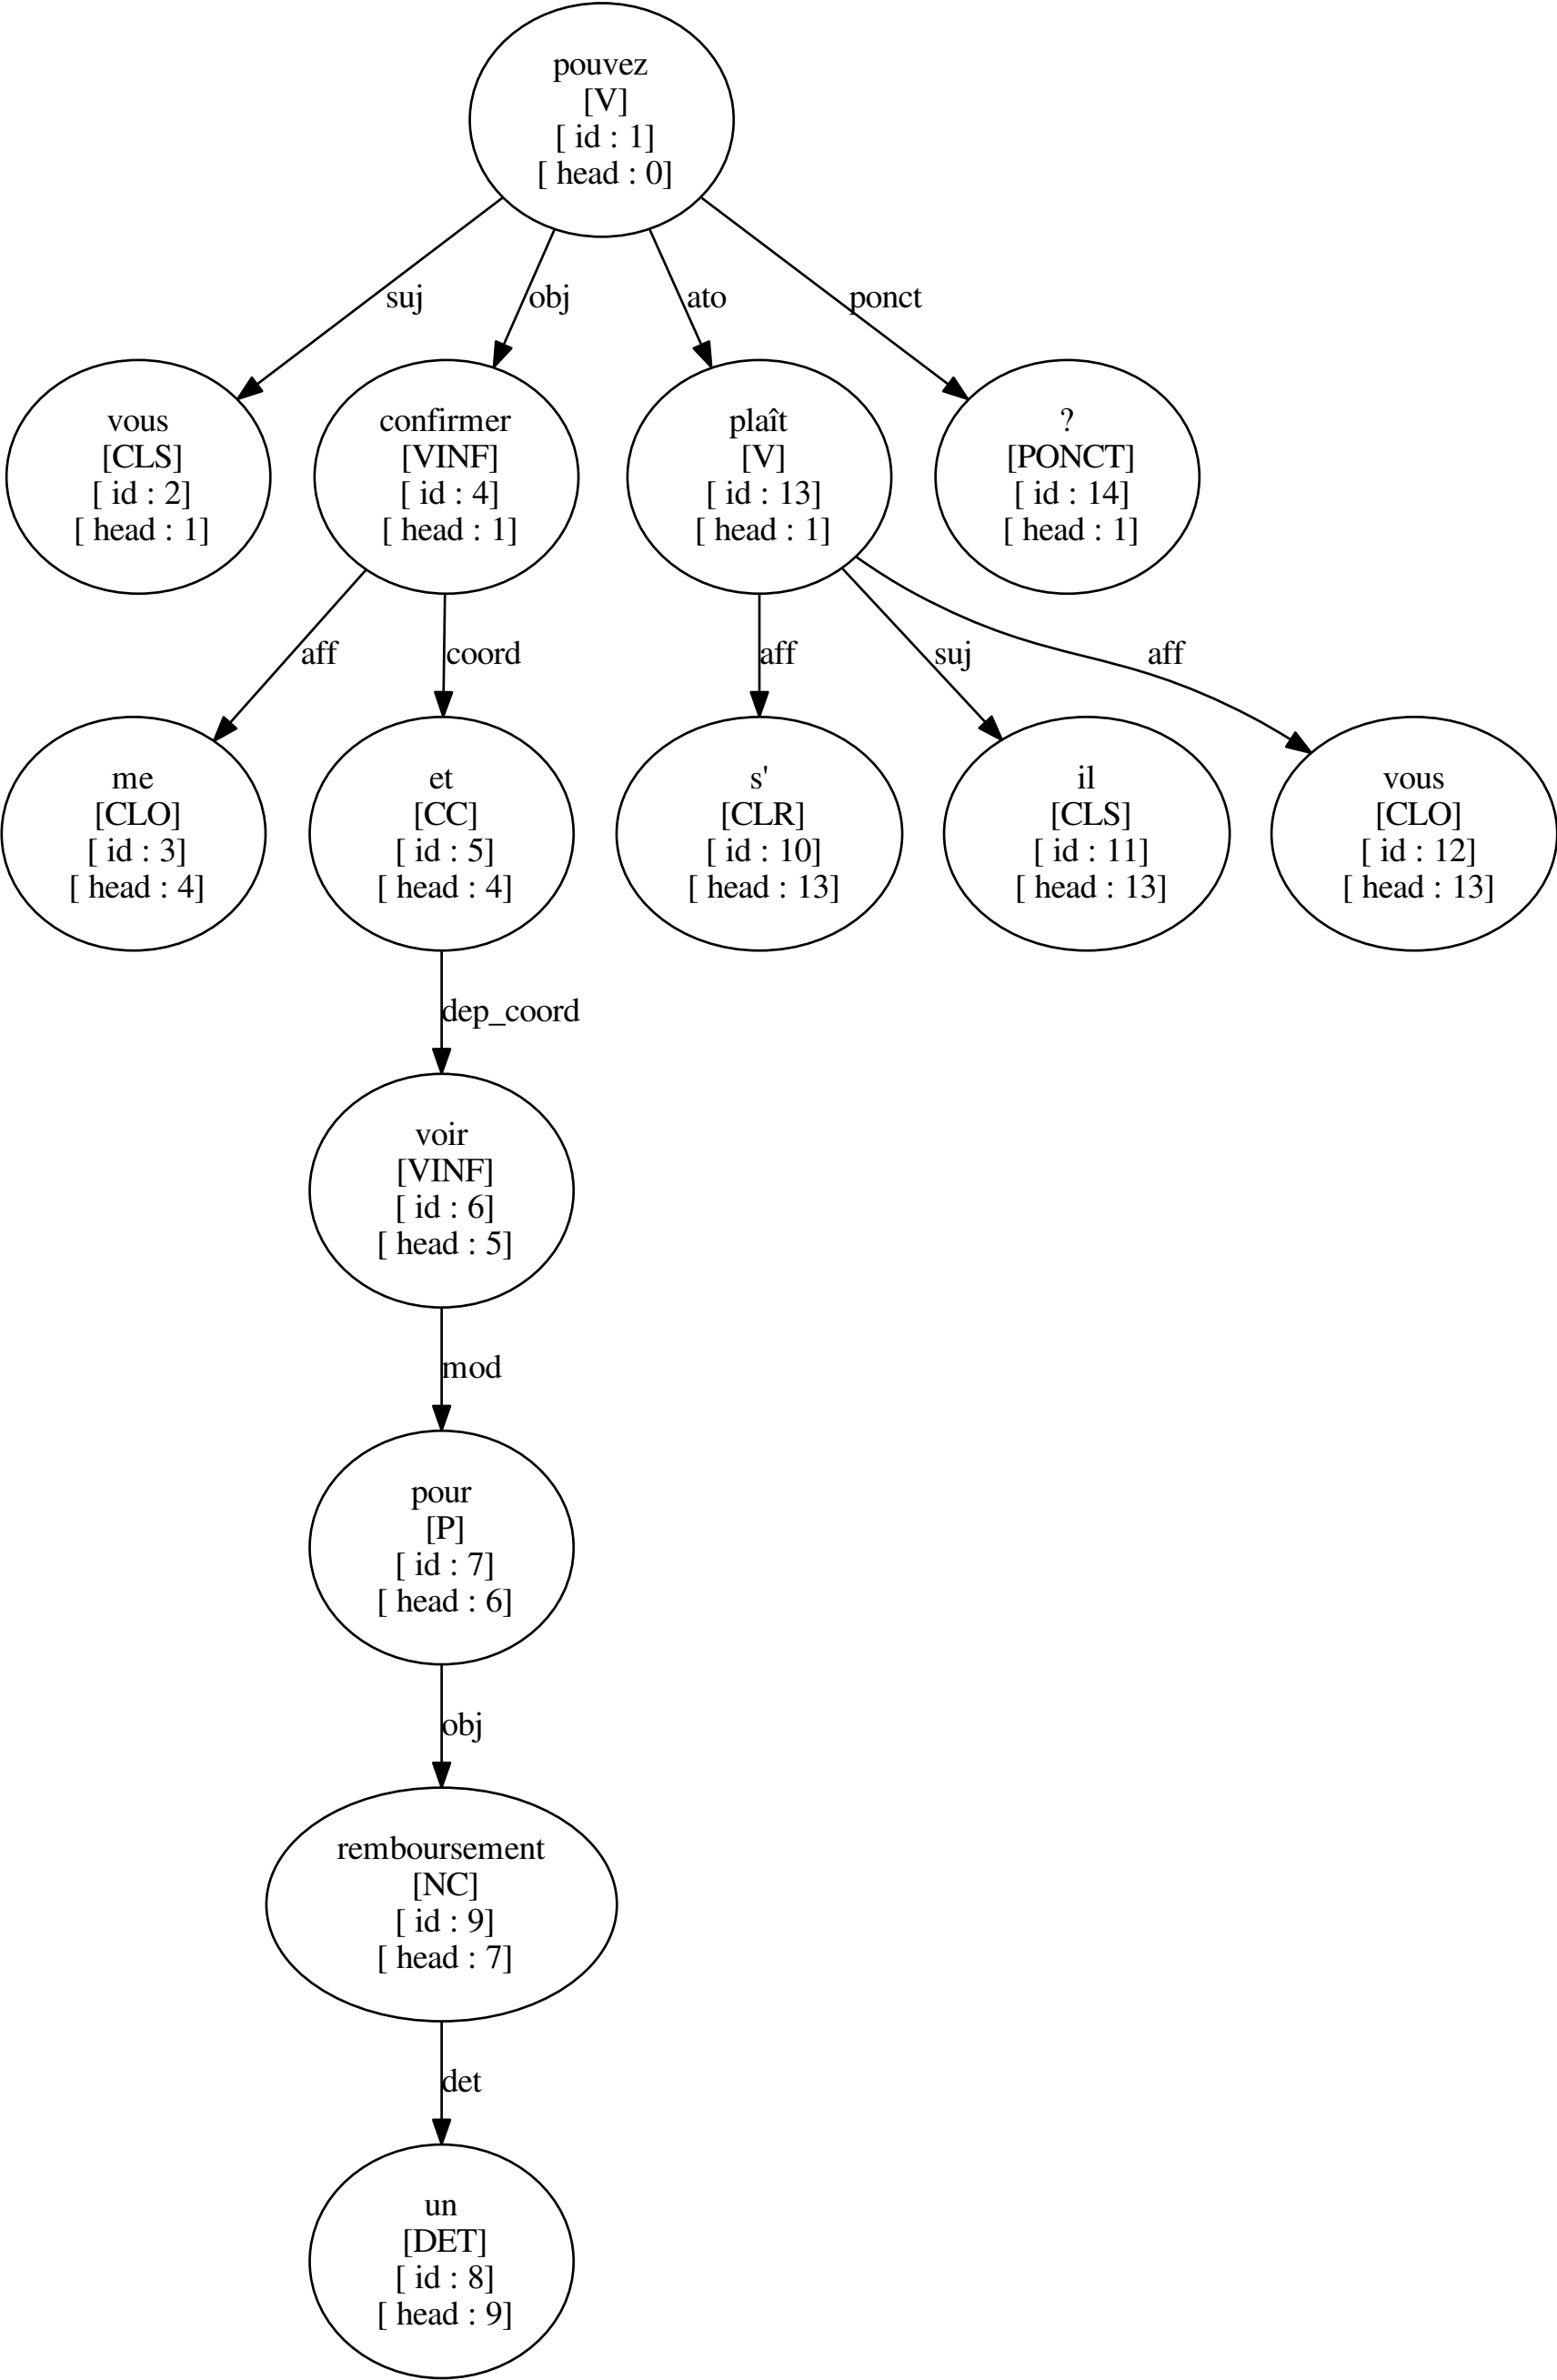 pouvez
[V]
[ id : 1]
[ head : 0]
suj
obj
ato
ponct
vous
[CLS]
[ id : 2]
[ head : 1]
confirmer
[VINF]
[ id : 4]
[ head : 1]
plaît
[V]
[ id : 13]
[ head : 1]
?
[PONCT]
[ id : 14]
[ head : 1]
aff
coord
aff
suj
aff
me
[CLO]
[ id : 3]
[ head : 4]
et
[CC]
[ id : 5]
[ head : 4]
s'
[CLR]
[ id : 10]
[ head : 13]
il
[CLS]
[ id : 11]
[ head : 13]
vous
[CLO]
[ id : 12]
[ head : 13]
dep_coord
voir
[VINF]
[ id : 6]
[ head : 5]
mod
pour
[P]
[ id : 7]
[ head : 6]
obj
remboursement
[NC]
[ id : 9]
[ head : 7]
det
un
[DET]
[ id : 8]
[ head : 9]